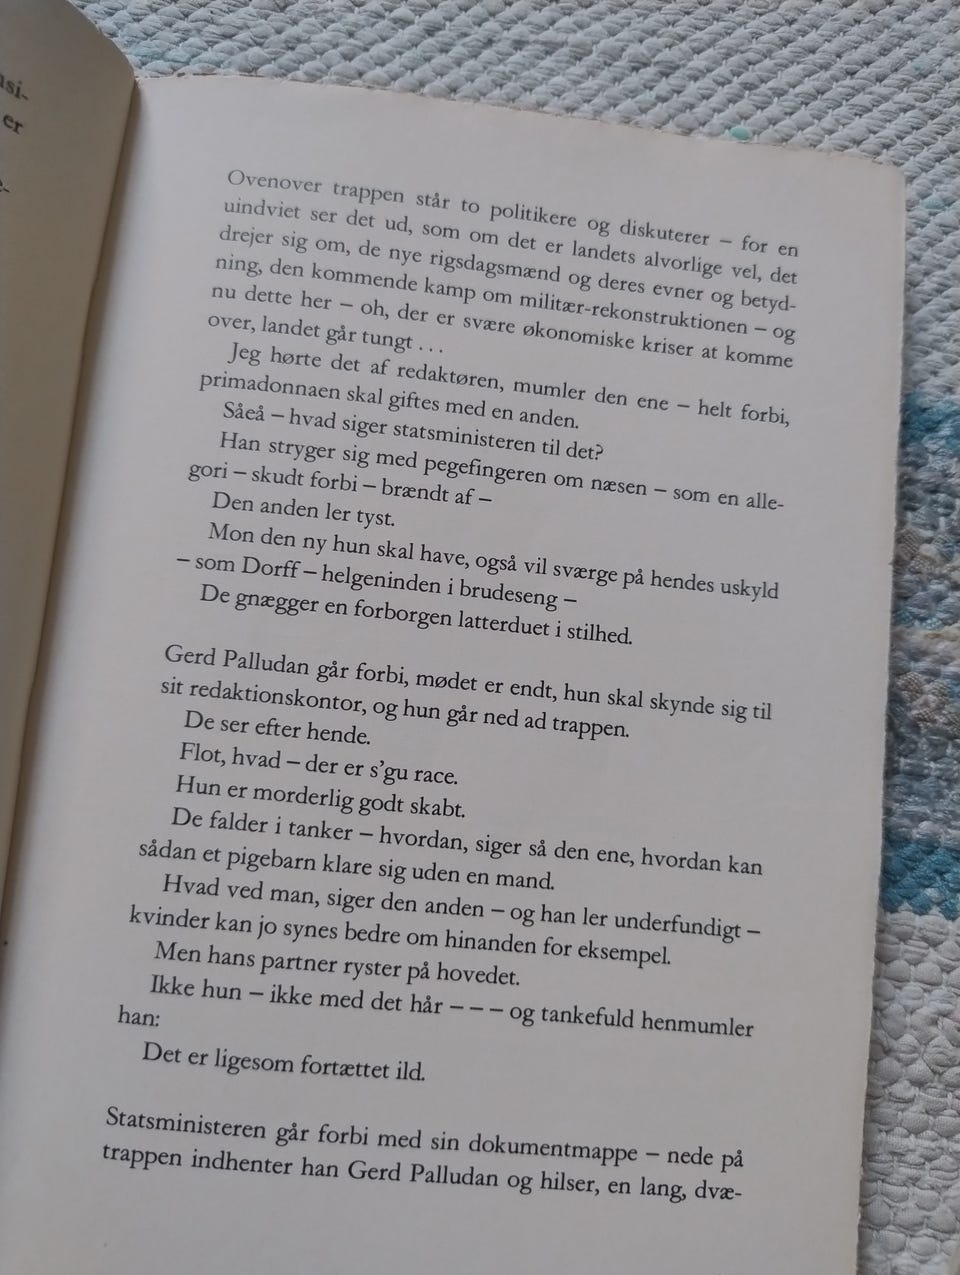 nsi-
er
e-
Ovenover trappen står to politikere og diskuterer – for en
uindviet ser det ud, som om det er landets alvorlige vel, det
drejer sig om, de nye rigsdagsmænd og deres evner og betyd-
ning, den kommende kamp om militær-rekonstruktionen – og
nu dette her – oh, der er svære økonomiske kriser at komme
over, landet går tungt . . .
Jeg hørte det af redaktøren, mumler den ene – helt forbi,
primadonnaen skal giftes med en anden.
Såeå – hvad siger statsministeren til det?
Han stryger sig med pegefingeren om næsen – som en alle-
gori – skudt forbi – brændt af –
Den anden ler tyst.
Mon den ny hun skal have, også vil sværge på hendes uskyld
– som Dorff – helgeninden i brudeseng –
De gnægger en forborgen latterduet i stilhed.
Gerd Palludan går forbi, mødet er endt, hun skal skynde sig til
sit redaktionskontor, og hun går ned ad trappen.
De ser efter hende.
Flot, hvad – der er s'gu race.
Hun er morderlig godt skabt.
De falder i tanker – hvordan, siger så den ene, hvordan kan
sådan et pigebarn klare sig uden en mand.
Hvad ved man, siger den anden – og han ler underfundigt –
kvinder kan jo synes bedre om hinanden for eksempel.
Men hans partner ryster på hovedet.
Ikke hun – ikke med det hår – – – og tankefuld henmumler
han:
Det er ligesom fortættet ild.
Statsministeren går forbi med sin dokumentmappe – nede på
trappen indhenter han Gerd Palludan og hilser, en lang, dvæ-